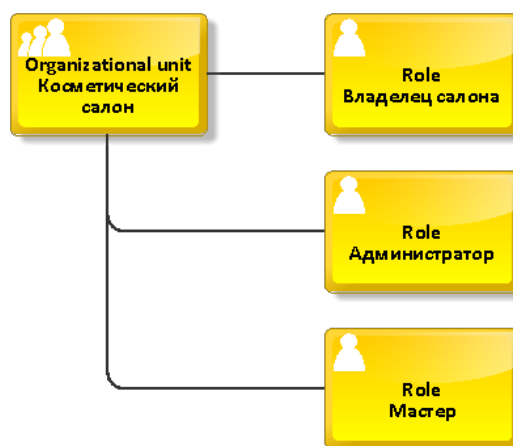 Organizational unit
Косметический
салон
Role
Владелец салона
Role
Администратор
Role
Мастер